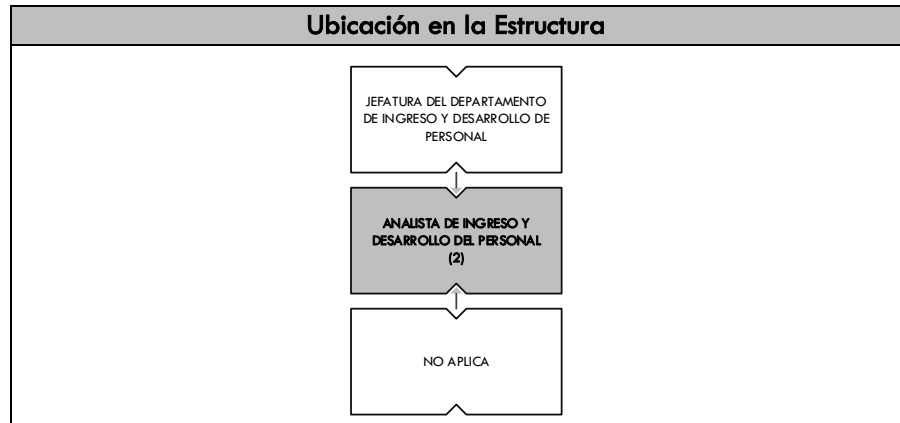 Ubicación en la Estructura
JEFATURA DEL DEPARTAMENTO
DE INGRESO Y DESARROLLO DE
PERSONAL
ANALISTA DE INGRESO Y
DESARROLLO DEL PERSONAL
(2)
NO APLICA